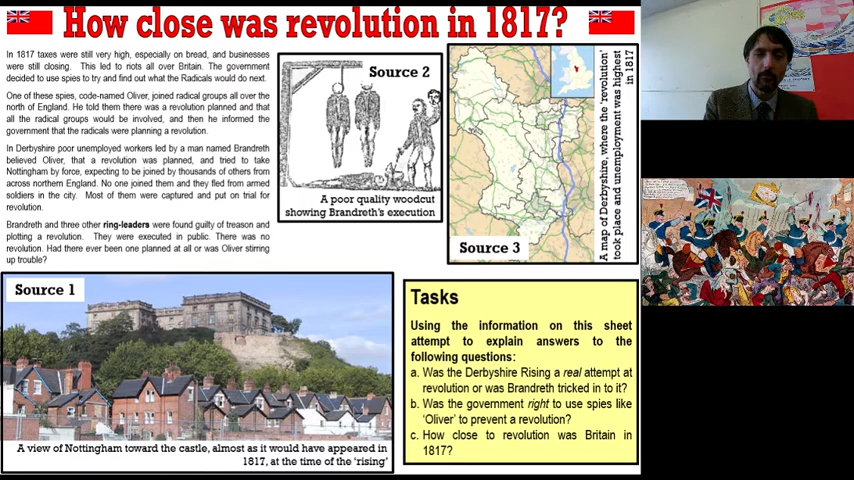 How close was revolution in 1817?
In 1817 taxes were still very high, especially on bread, and businesses
were still closing. This led to riots all over Britain. The government
decided to use spies to try and find out what the Radicals would do next.
One of these spies, code-named Oliver, joined radical groups all over the
north of England. He told them there was a revolution planned and that
all the radical groups would be involved, and then he informed the
government that the radicals were planning a revolution.
In Derbyshire poor unemployed workers led by a man named Brandreth
believed Oliver, that a revolution was planned, and tried to take
Nottingham by force, expecting to be joined by thousands of others from
across northern England. No one joined them and they fled from armed
soldiers in the city. Most of them were captured and put on trial for
revolution.
Brandreth and three other ring-leaders were found guilty of treason and
plotting a revolution. They were executed in public. There was no
revolution. Had there ever been one planned at all or was Oliver stirring
up trouble?
Source 2
A poor quality woodcut
showing Brandreth's execution
Source 3
A map of Derbyshire, where the 'revolution'
took place and unemployment was highest
in 1817
Source 1
A view of Nottingham toward the castle, almost as it would have appeared in
1817, at the time of the 'rising'
Tasks
Using the information on this sheet
attempt to explain answers to the
following questions:
a. Was the Derbyshire Rising a real attempt at
revolution or was Brandreth tricked in to it?
b. Was the government right to use spies like
'Oliver' to prevent a revolution?
c. How close to revolution was Britain in
1817?